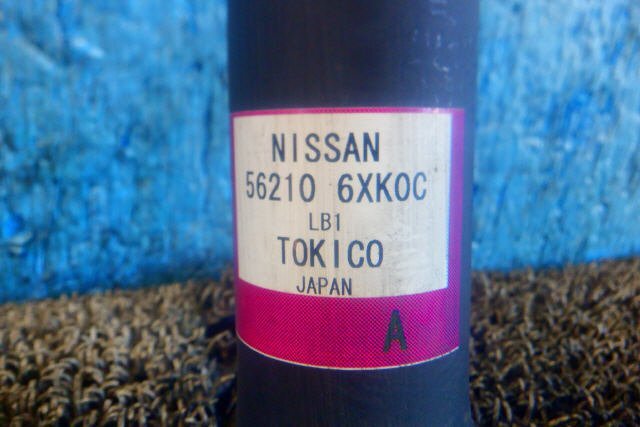 NISSAN
56210 6XK0C
LB1
TOKICO
JAPAN
A